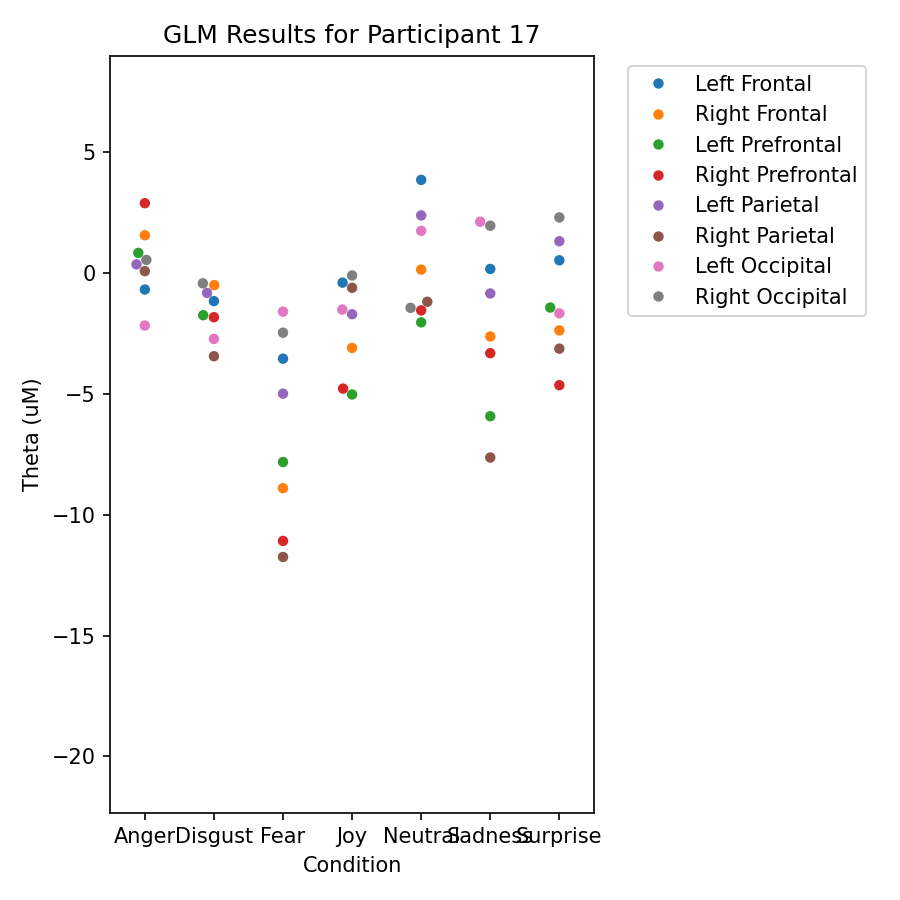 GLM Results for Participant 17
Left Frontal
Right Frontal
Left Prefrontal
Right Prefrontal
Left Parietal
Right Parietal
Left Occipital
Right Occipital
Theta (uM)
5
0
−5
−10
−15
−20
Anger Disgust Fear Joy Neutral Sadness Surprise
Condition